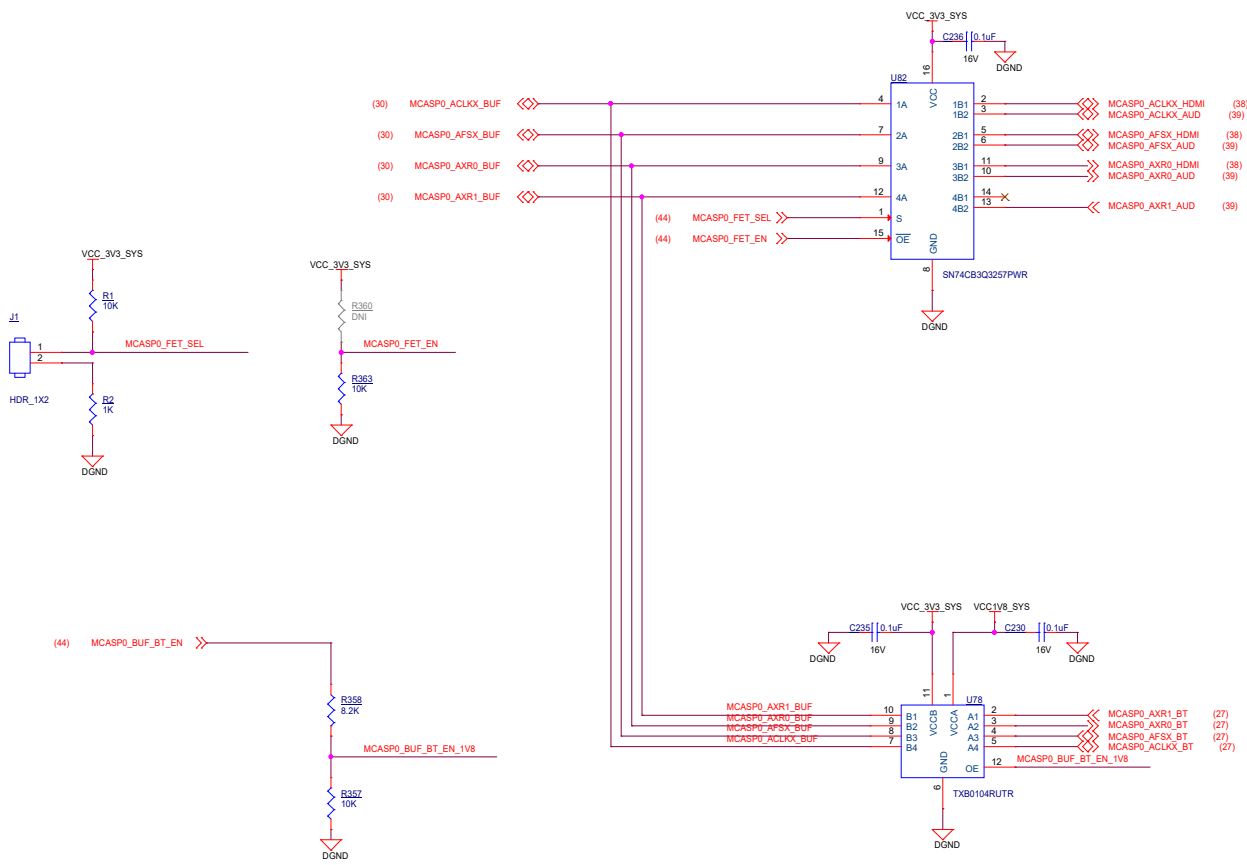 VCC_3V3_SYS
C236 0.1uF
16V
DGND
16
U82
VCC
(30) MCASP0_ACLKX_BUF 4 1A 1B1 2 MCASP0_ACLKX_HDMI (38)
1B2 3 MCASP0_ACLKX_AUD (39)
(30) MCASP0_AFSX_BUF 7 2A 2B1 5 MCASP0_AFSX_HDMI (38)
2B2 6 MCASP0_AFSX_AUD (39)
(30) MCASP0_AXR0_BUF 9 3A 3B1 11 MCASP0_AXR0_HDMI (38)
3B2 10 MCASP0_AXR0_AUD (39)
(30) MCASP0_AXR1_BUF 12 4A 4B1 14
4B2 13 MCASP0_AXR1_AUD (39)
(44) MCASP0_FET_SEL 1 S
(44) MCASP0_FET_EN 15 OE
GND
8
SN74CB3Q3257PWR
DGND
VCC_3V3_SYS
R1
10K
J1
1
2
MCASP0_FET_SEL
HDR_1X2
R2
1K
DGND
VCC_3V3_SYS
R360
DNI
MCASP0_FET_EN
R363
10K
DGND
(44) MCASP0_BUF_BT_EN
R358
8.2K
MCASP0_BUF_BT_EN_1V8
R357
10K
DGND
VCC_3V3_SYS VCC1V8_SYS
C235 0.1uF
16V
DGND
C230 0.1uF
16V
DGND
11 1
U78
VCCB VCCA
MCASP0_AXR1_BUF 10 B1 A1 2 MCASP0_AXR1_BT (27)
MCASP0_AXR0_BUF 9 B2 A2 3 MCASP0_AXR0_BT (27)
MCASP0_AFSX_BUF 8 B3 A3 4 MCASP0_AFSX_BT (27)
MCASP0_ACLKX_BUF 7 B4 A4 5 MCASP0_ACLKX_BT (27)
GND OE 12 MCASP0_BUF_BT_EN_1V8
6
TXB0104RUTR
DGND